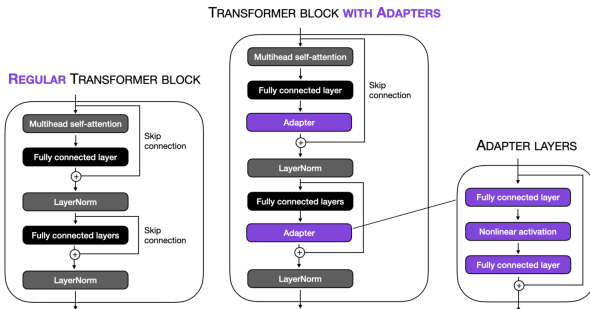 TRANSFORMER BLOCK WITH ADAPTERS
Multihead self-attention
Fully connected layer
Skip
connection
Adapter
LayerNorm
Fully connected layers
Skip
connection
Adapter
LayerNorm
REGULAR TRANSFORMER BLOCK
Multihead self-attention
Skip
connection
Fully connected layer
LayerNorm
Fully connected layers
Skip
connection
LayerNorm
ADAPTER LAYERS
Fully connected layer
Nonlinear activation
Fully connected layer